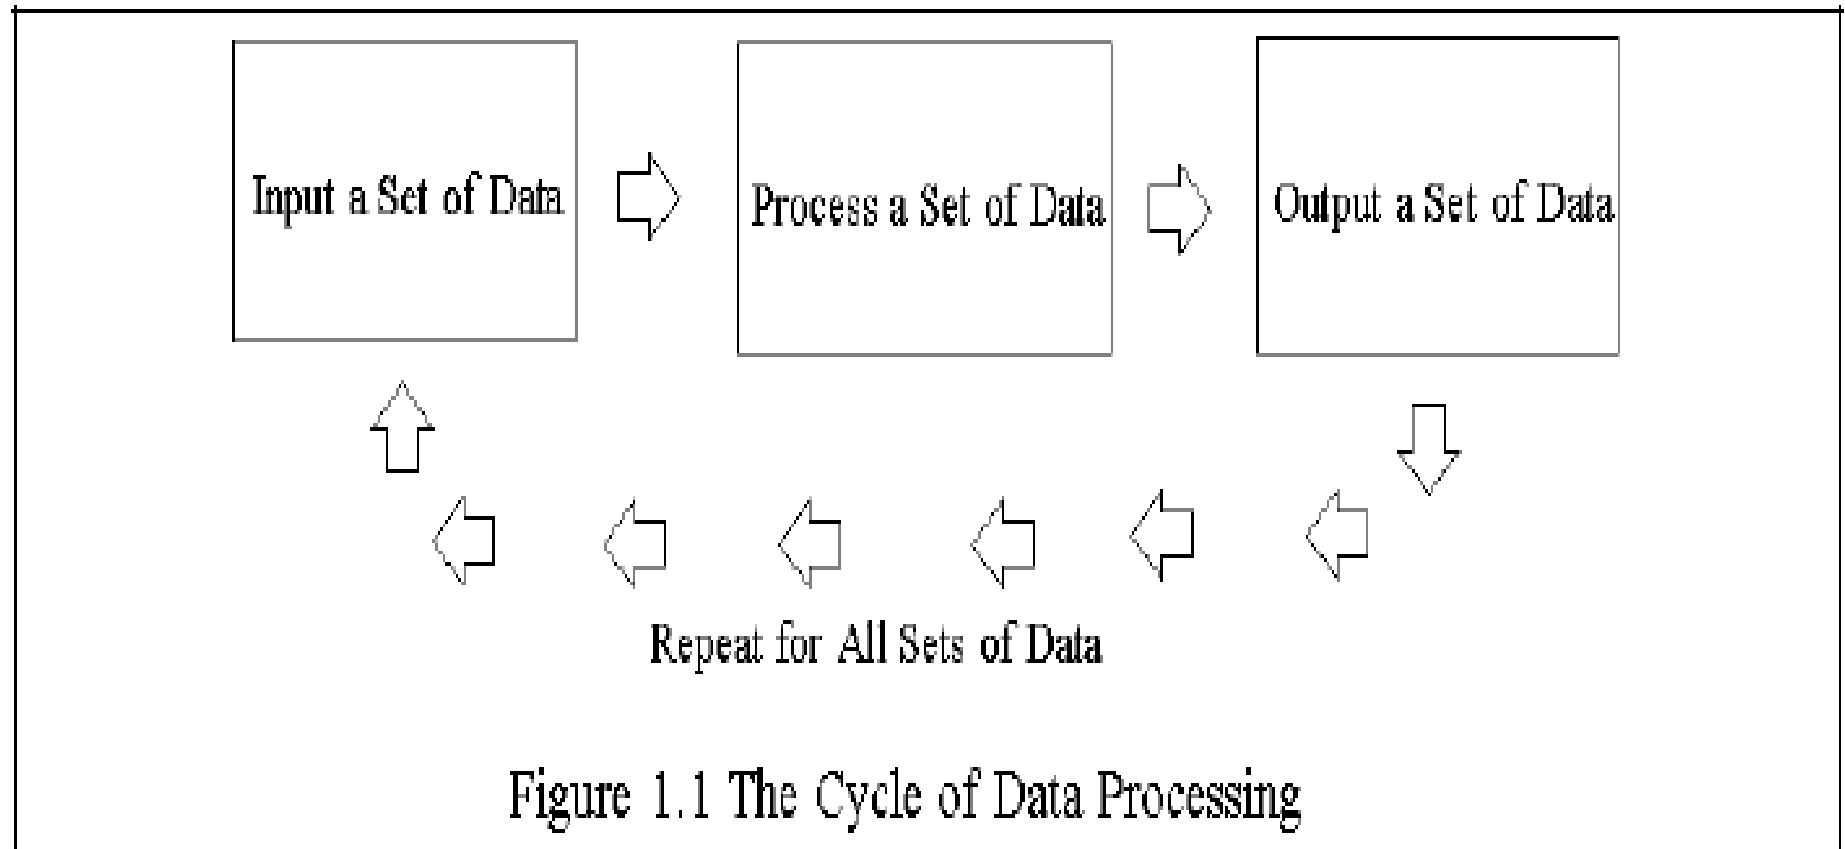 Input a Set of Data
Process a Set of Data
Output a Set of Data
Repeat for All Sets of Data
Figure 1.1 The Cycle of Data Processing